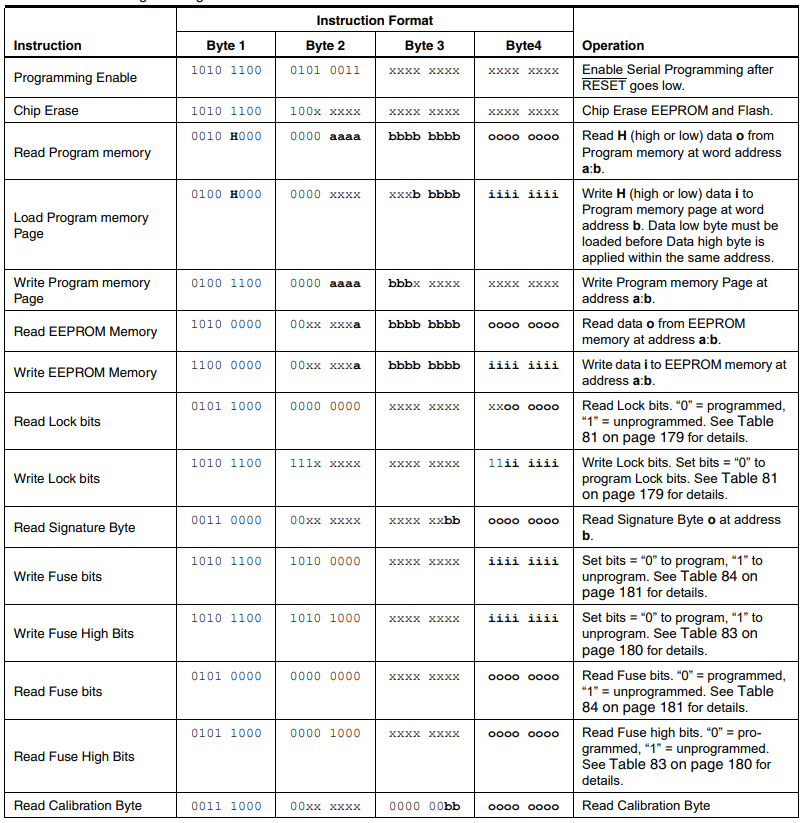 Instruction Format
Instruction Byte 1 Byte 2 Byte 3 Byte4 Operation
Programming Enable 1010 1100 0101 0011 xxxx xxxx xxxx xxxx Enable Serial Programming after
RESET goes low.
Chip Erase 1010 1100 100x xxxx xxxx xxxx xxxx xxxx Chip Erase EEPROM and Flash.
Read Program memory 0010 H000 0000 aaaa bbbb bbbb oooo oooo Read H (high or low) data o from
Program memory at word address
a:b.
Load Program memory
Page 0100 H000 0000 xxxx xxxb bbbb iiii iiii Write H (high or low) data i to
Program memory page at word
address b. Data low byte must be
loaded before Data high byte is
applied within the same address.
Write Program memory
Page 0100 1100 0000 aaaa bbbx xxxx xxxx xxxx Write Program memory Page at
address a:b.
Read EEPROM Memory 1010 0000 00xx xxxa bbbb bbbb oooo oooo Read data o from EEPROM
memory at address a:b.
Write EEPROM Memory 1100 0000 00xx xxxa bbbb bbbb iiii iiii Write data i to EEPROM memory at
address a:b.
Read Lock bits 0101 1000 0000 0000 xxxx xxxx xxoo oooo Read Lock bits. “0” = programmed,
“1” = unprogrammed. See Table
81 on page 179 for details.
Write Lock bits 1010 1100 111x xxxx xxxx xxxx 11ii iiii Write Lock bits. Set bits = “0” to
program Lock bits. See Table 81
on page 179 for details.
Read Signature Byte 0011 0000 00xx xxxx xxxx xxbb oooo oooo Read Signature Byte o at address
b.
Write Fuse bits 1010 1100 1010 0000 xxxx xxxx iiii iiii Set bits = “0” to program, “1” to
unprogram. See Table 84 on
page 181 for details.
Write Fuse High Bits 1010 1100 1010 1000 xxxx xxxx iiii iiii Set bits = “0” to program, “1” to
unprogram. See Table 83 on
page 180 for details.
Read Fuse bits 0101 0000 0000 0000 xxxx xxxx oooo oooo Read Fuse bits. “0” = programmed,
“1” = unprogrammed. See Table
84 on page 181 for details.
Read Fuse High Bits 0101 1000 0000 1000 xxxx xxxx oooo oooo Read Fuse high bits. “0” = pro-
grammed, “1” = unprogrammed.
See Table 83 on page 180 for
details.
Read Calibration Byte 0011 1000 00xx xxxx 0000 00bb oooo oooo Read Calibration Byte